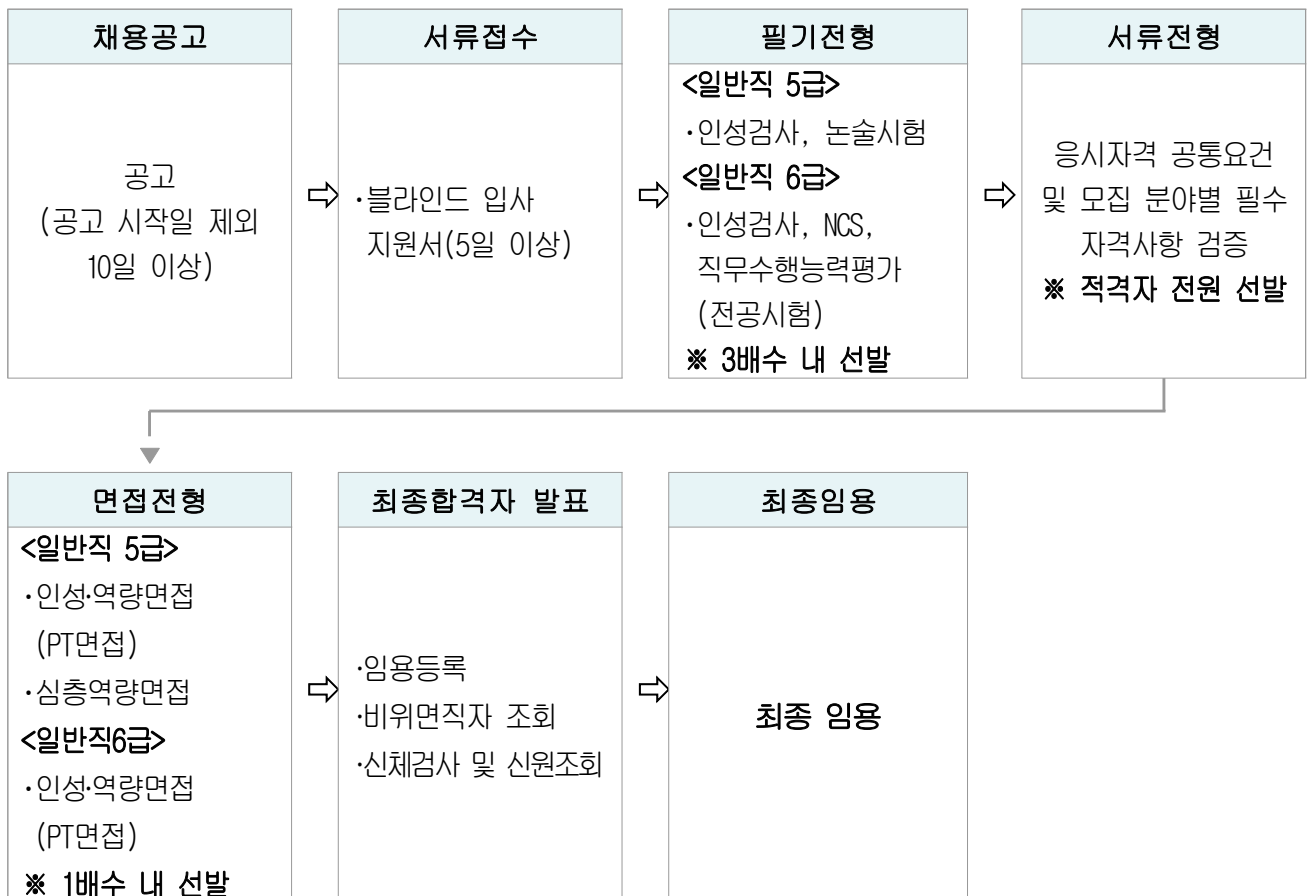 채용공고
공고
(공고 시작일 제외
10일 이상)
서류접수
·블라인드 입사
지원서(5일 이상)
필기전형
<일반직 5급>
·인성검사, 논술시험
<일반직 6급>
·인성검사, NCS,
직무수행능력평가
(전공시험)
※ 3배수 내 선발
서류전형
응시자격 공통요건
및 모집 분야별 필수
자격사항 검증
※ 적격자 전원 선발
면접전형
<일반직 5급>
·인성·역량면접
(PT면접)
·심층역량면접
<일반직6급>
·인성·역량면접
(PT면접)
※ 1배수 내 선발
최종합격자 발표
·임용등록
·비위면직자 조회
·신체검사 및 신원조회
최종임용
최종 임용